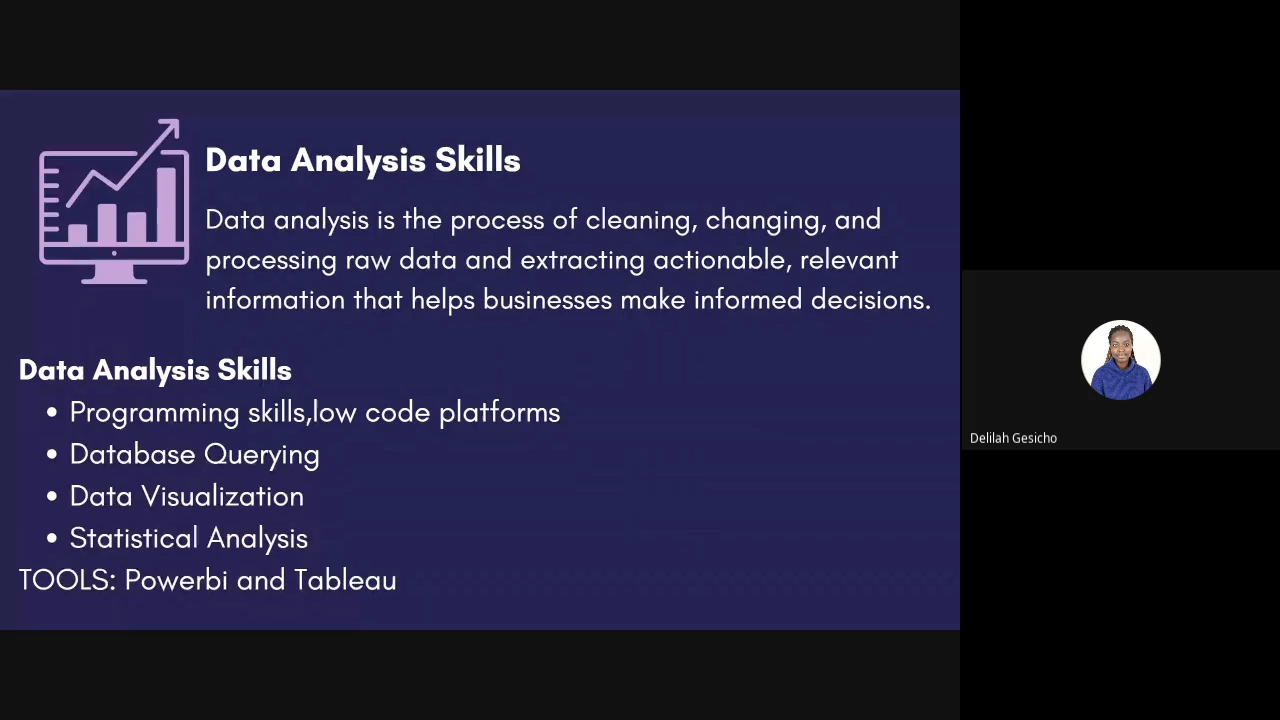 Data Analysis Skills
Data analysis is the process of cleaning, changing, and
processing raw data and extracting actionable, relevant
information that helps businesses make informed decisions.
Data Analysis Skills
• Programming skills,low code platforms
• Database Querying
• Data Visualization
• Statistical Analysis
TOOLS: Powerbi and Tableau
Delilah Gesicho